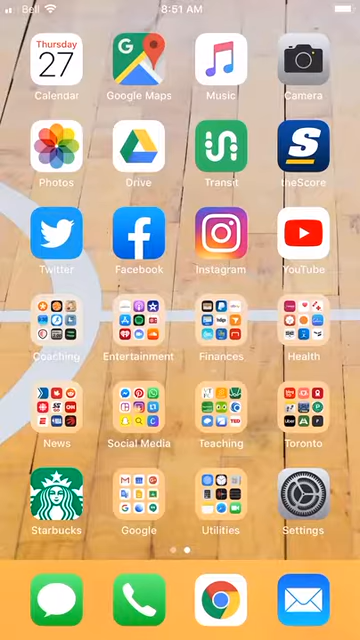 Bell 8:51 AM
Thursday
27
G
S
Calendar Google Maps Music Camera
Photos Drive Transit theScore
Twitter Facebook Instagram YouTube
Coaching Entertainment Finances Health
TED
News Social Media Teaching Toronto
Starbucks Google Utilities Settings